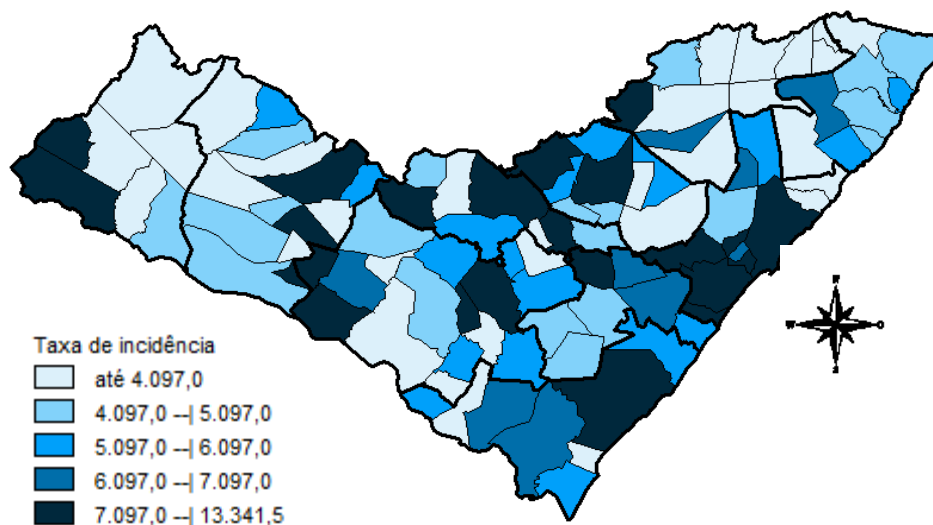 Taxa de incidência
até 4.097,0
4.097,0 --| 5.097,0
5.097,0 --| 6.097,0
6.097,0 --| 7.097,0
7.097,0 --| 13.341,5